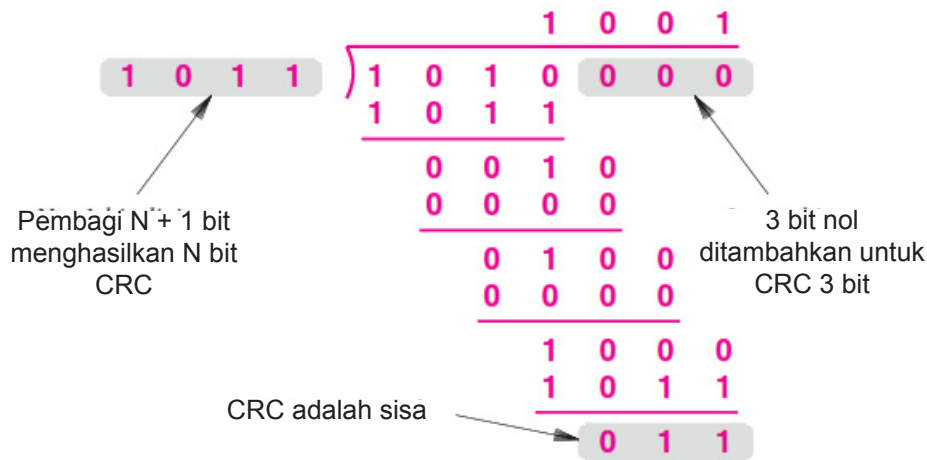 1 0 0 1
1 0 1 1 ) 1 0 1 0 0 0 0
1 0 1 1
0 0 1 0
0 0 0 0
0 1 0 0
0 0 0 0
1 0 0 0
1 0 1 1
0 1 1
Pembagi N + 1 bit
menghasilkan N bit
CRC
3 bit nol
ditambahkan untuk
CRC 3 bit
CRC adalah sisa